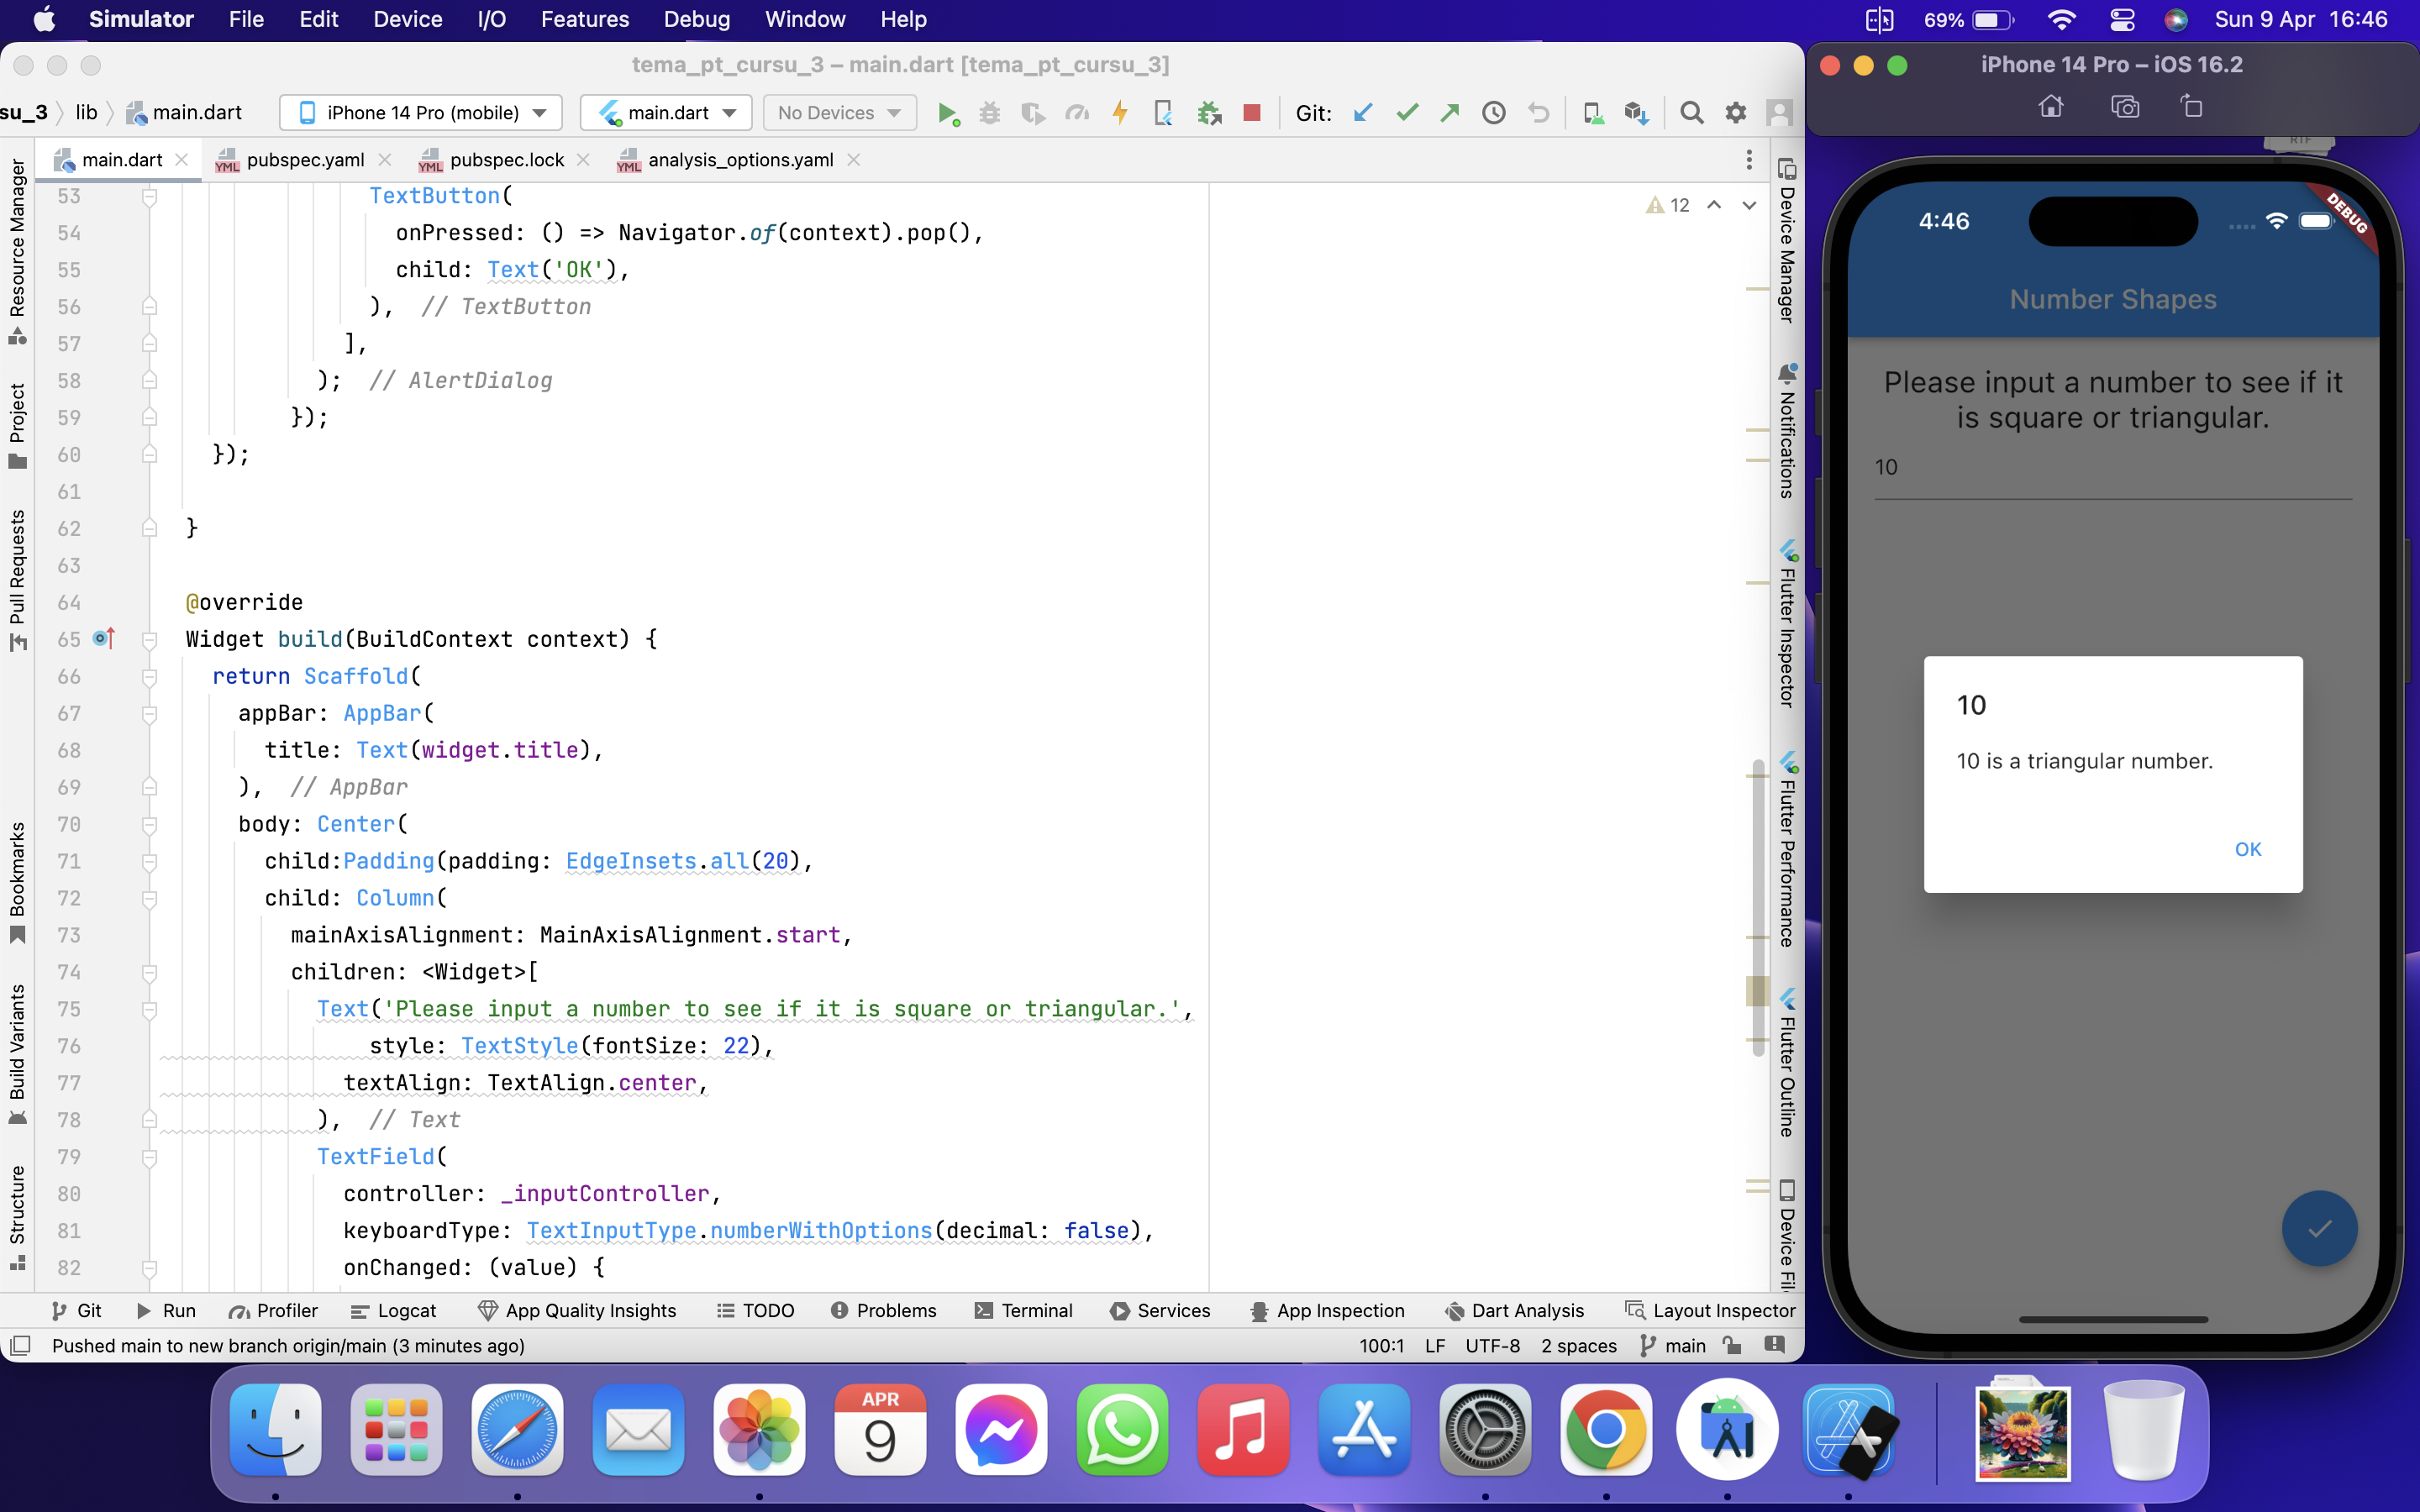 Simulator File Edit Device I/O Features Debug Window Help 69% Sun 9 Apr 16:46
tema_pt_cursu_3 – main.dart [tema_pt_cursu_3]
su_3 lib main.dart iPhone 14 Pro (mobile) main.dart No Devices Git:
main.dart pubspec.yaml pubspec.lock analysis_options.yaml
53 TextButton(
54 onPressed: () => Navigator.of(context).pop(),
55 child: Text('OK'),
56 ), // TextButton
57 ],
58 ); // AlertDialog
59 });
60 });
61
62 }
63
64 @override
65 Widget build(BuildContext context) {
66 return Scaffold(
67 appBar: AppBar(
68 title: Text(widget.title),
69 ), // AppBar
70 body: Center(
71 child:Padding(padding: EdgeInsets.all(20),
72 child: Column(
73 mainAxisAlignment: MainAxisAlignment.start,
74 children: <Widget>[
75 Text('Please input a number to see if it is square or triangular.',
76 style: TextStyle(fontSize: 22),
77 textAlign: TextAlign.center,
78 ), // Text
79 TextField(
80 controller: _inputController,
81 keyboardType: TextInputType.numberWithOptions(decimal: false),
82 onChanged: (value) {
12
Resource Manager
Project
Pull Requests
Bookmarks
Build Variants
Structure
Device Manager
Notifications
Flutter Inspector
Flutter Performance
Flutter Outline
Device Fil
Git Run Profiler Logcat App Quality Insights TODO Problems Terminal Services App Inspection Dart Analysis Layout Inspector
Pushed main to new branch origin/main (3 minutes ago) 100:1 LF UTF-8 2 spaces main
iPhone 14 Pro – iOS 16.2
RTF
4:46
DEBUG
Number Shapes
Please input a number to see if it
is square or triangular.
10
10
10 is a triangular number.
OK
APR
9
YML
YML
YML